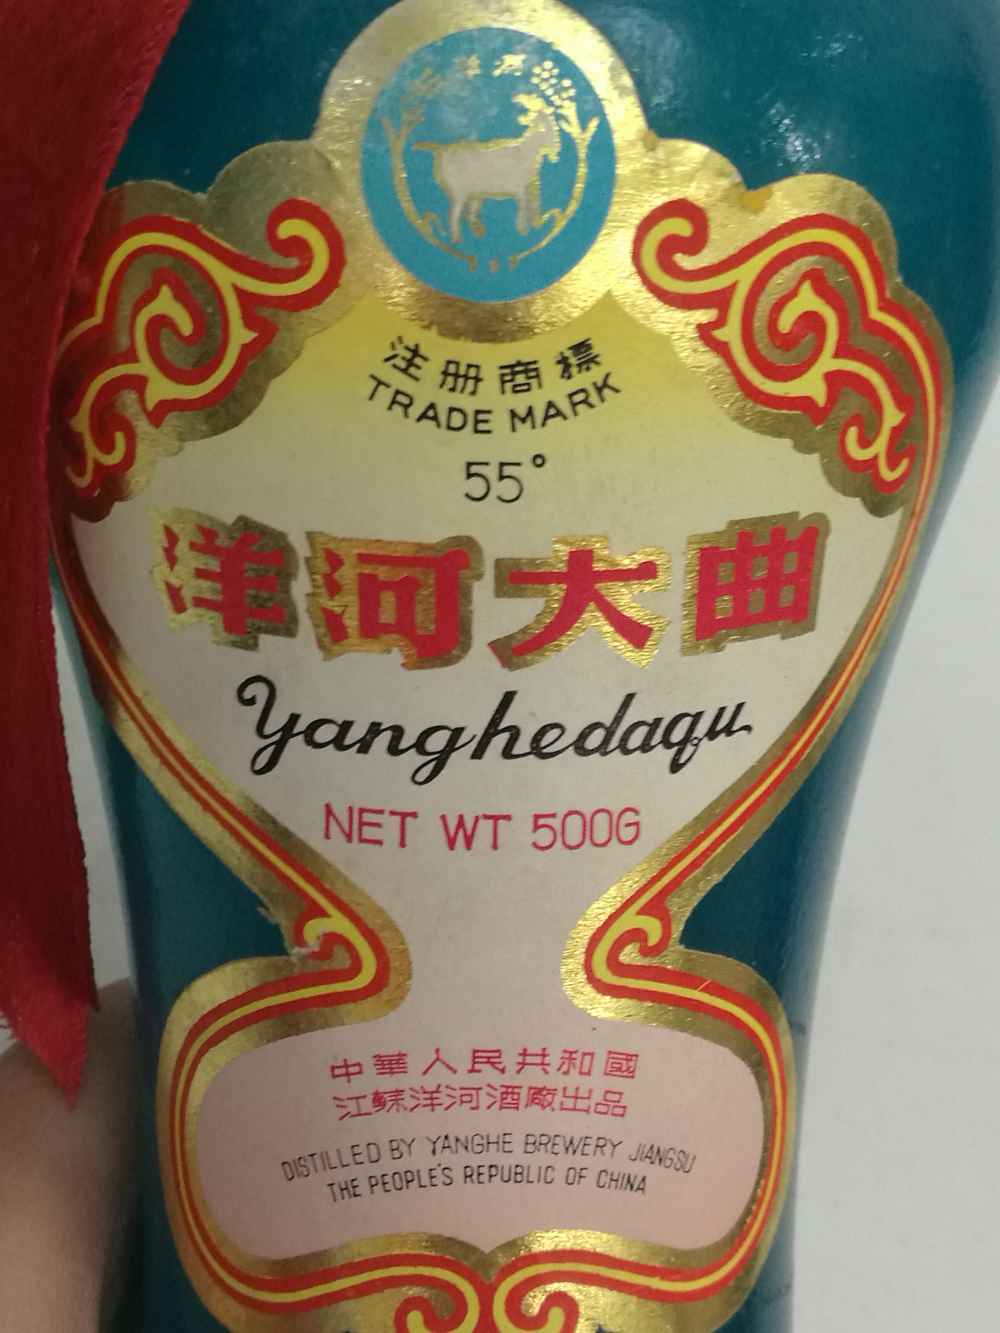 洋河
注册商標
TRADE MARK
55°
洋河大曲
Yanghedaqu
NET WT 500G
中華人民共和國
江蘇洋河酒廠出品
DISTILLED BY YANGHE BREWERY JIANGSU
THE PEOPLE'S REPUBLIC OF CHINA